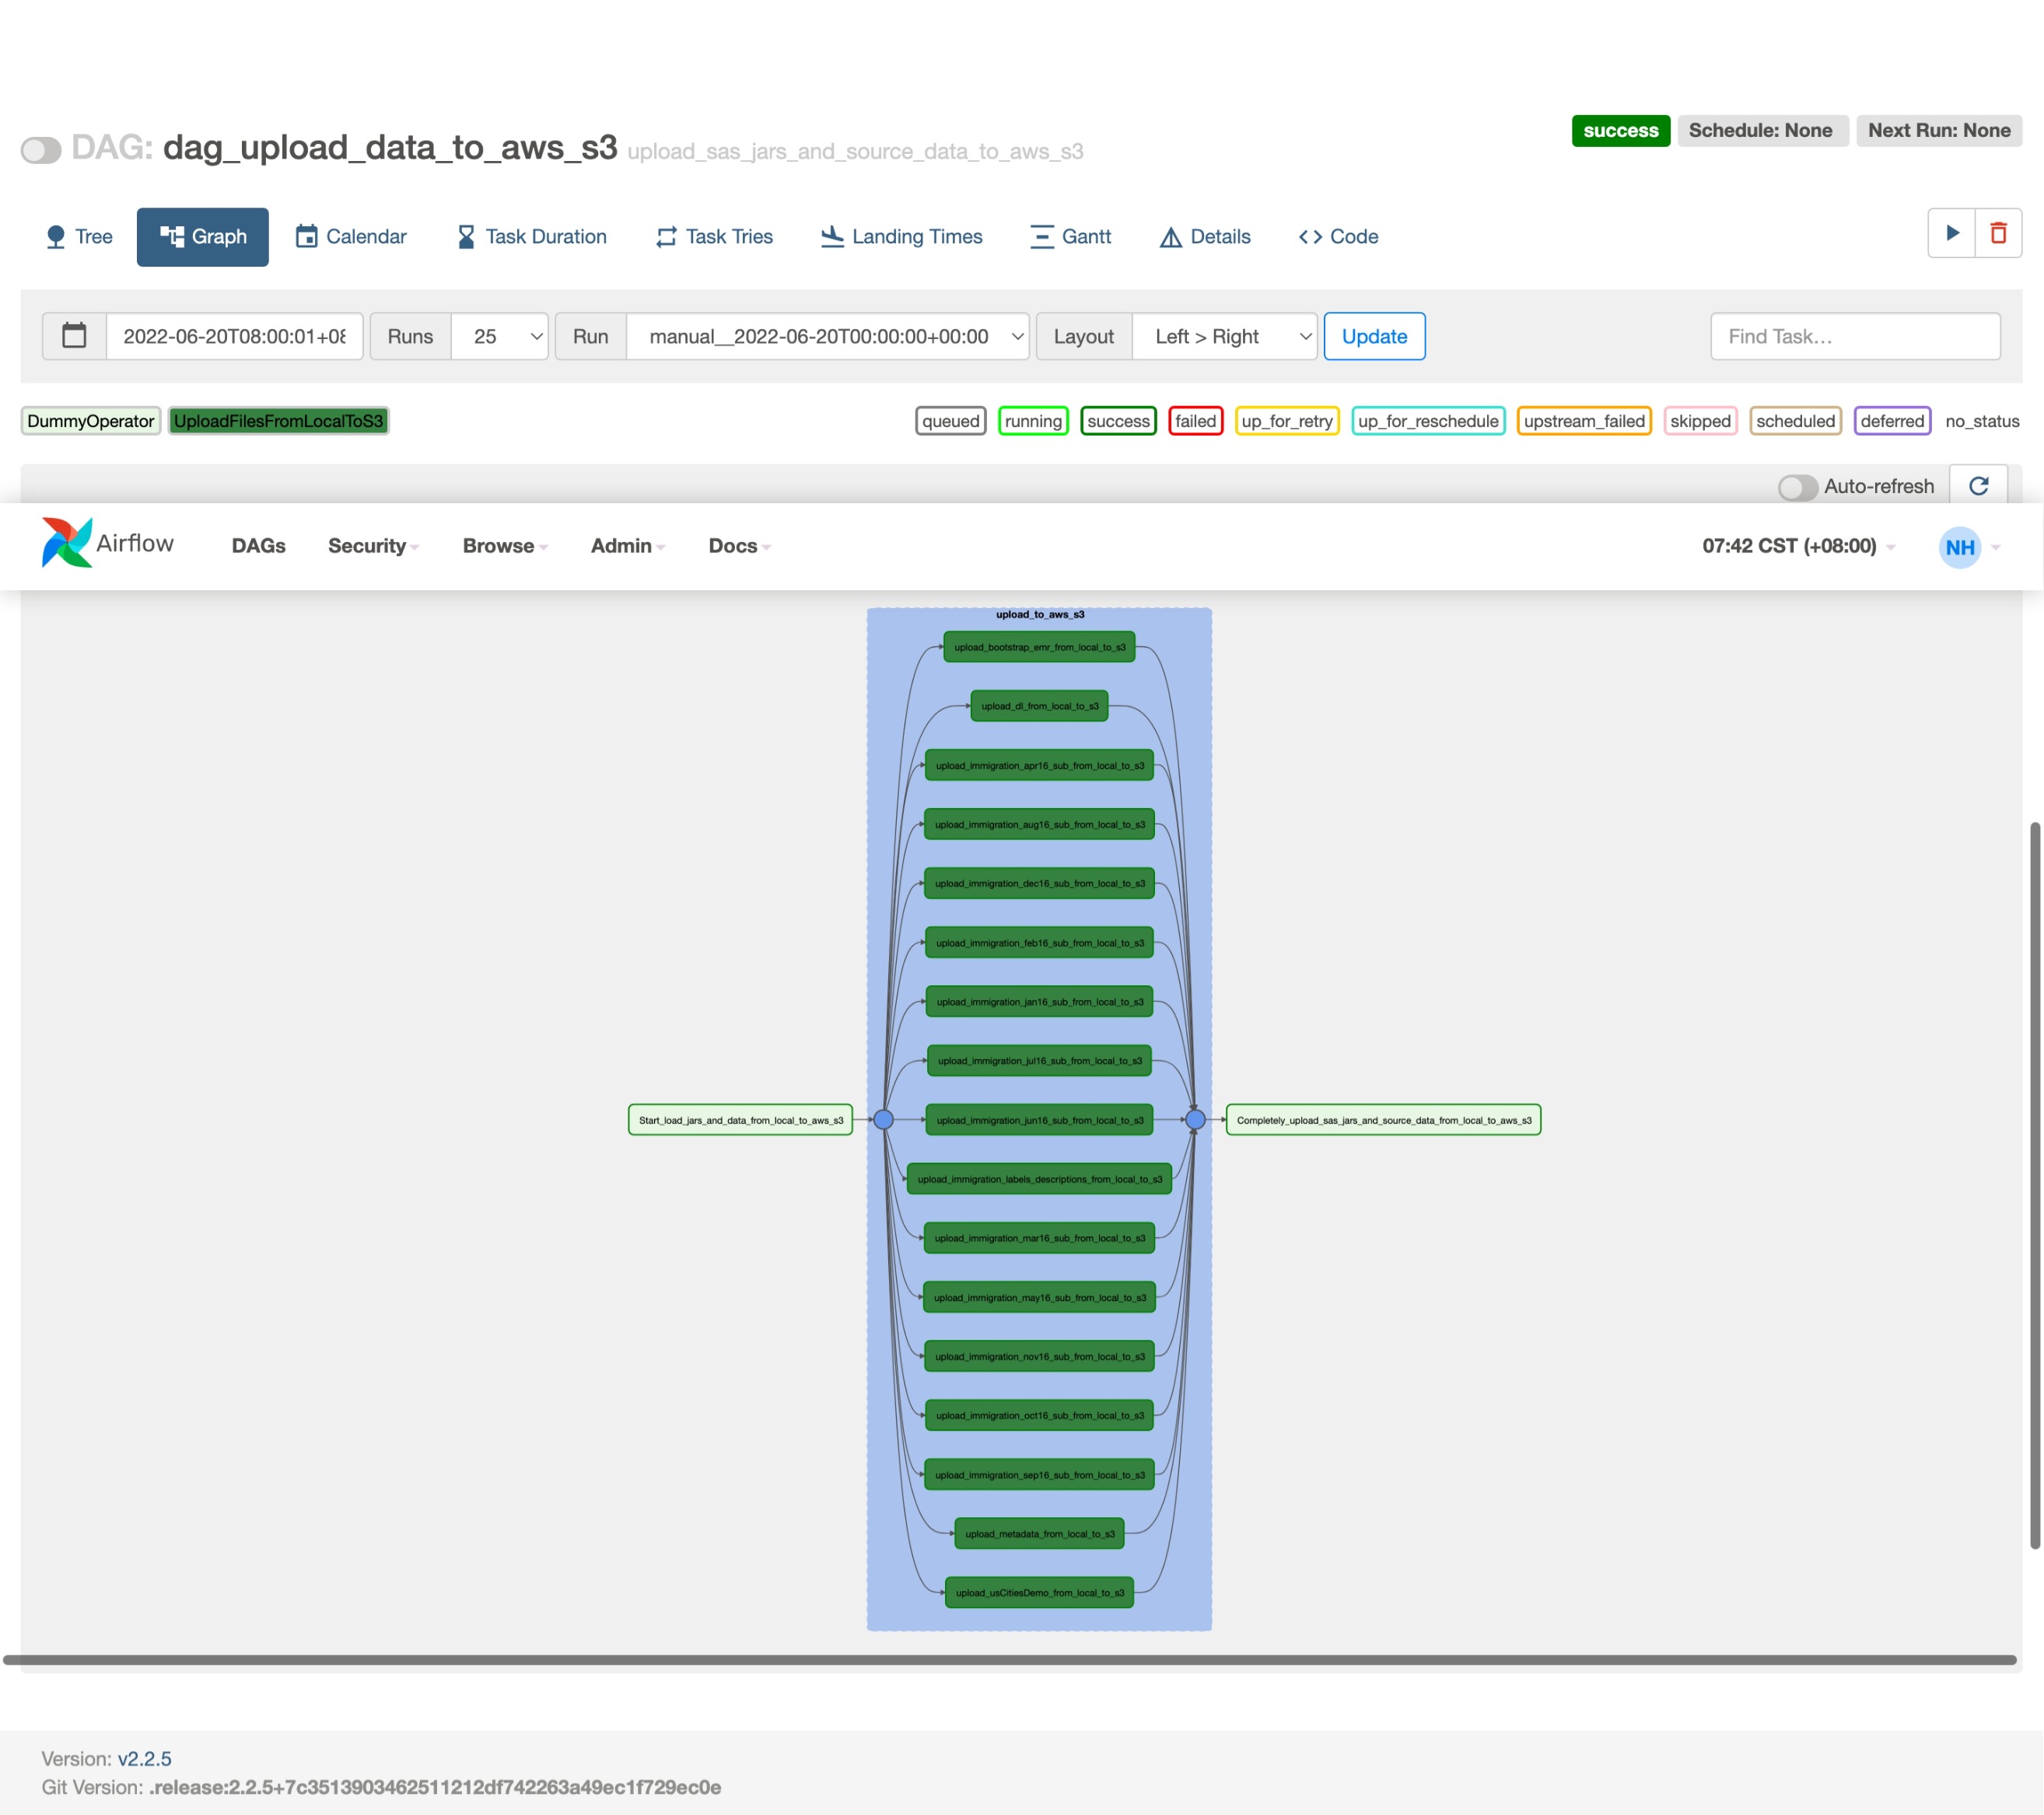 DAG: dag_upload_data_to_aws_s3 upload_sas_jars_and_source_data_to_aws_s3
success Schedule: None Next Run: None
Tree Graph Calendar Task Duration Task Tries Landing Times Gantt Details Code
2022-06-20T08:00:01+08 Runs 25 Run manual__2022-06-20T00:00:00+00:00 Layout Left > Right Update Find Task…
DummyOperator UploadFilesFromLocalToS3 queued running success failed up_for_retry up_for_reschedule upstream_failed skipped scheduled deferred no_status
Auto-refresh
Airflow DAGs Security Browse Admin Docs 07:42 CST (+08:00) NH
upload_to_aws_s3
upload_bootstrap_emr_from_local_to_s3
upload_dl_from_local_to_s3
upload_immigration_apr16_sub_from_local_to_s3
upload_immigration_aug16_sub_from_local_to_s3
upload_immigration_dec16_sub_from_local_to_s3
upload_immigration_feb16_sub_from_local_to_s3
upload_immigration_jan16_sub_from_local_to_s3
upload_immigration_jul16_sub_from_local_to_s3
Start_load_jars_and_data_from_local_to_aws_s3 upload_immigration_jun16_sub_from_local_to_s3 Completely_upload_sas_jars_and_source_data_from_local_to_aws_s3
upload_immigration_labels_descriptions_from_local_to_s3
upload_immigration_mar16_sub_from_local_to_s3
upload_immigration_may16_sub_from_local_to_s3
upload_immigration_nov16_sub_from_local_to_s3
upload_immigration_oct16_sub_from_local_to_s3
upload_immigration_sep16_sub_from_local_to_s3
upload_metadata_from_local_to_s3
upload_usCitiesDemo_from_local_to_s3
Version: v2.2.5
Git Version: .release:2.2.5+7c3513903462511212df742263a49ec1f729ec0e